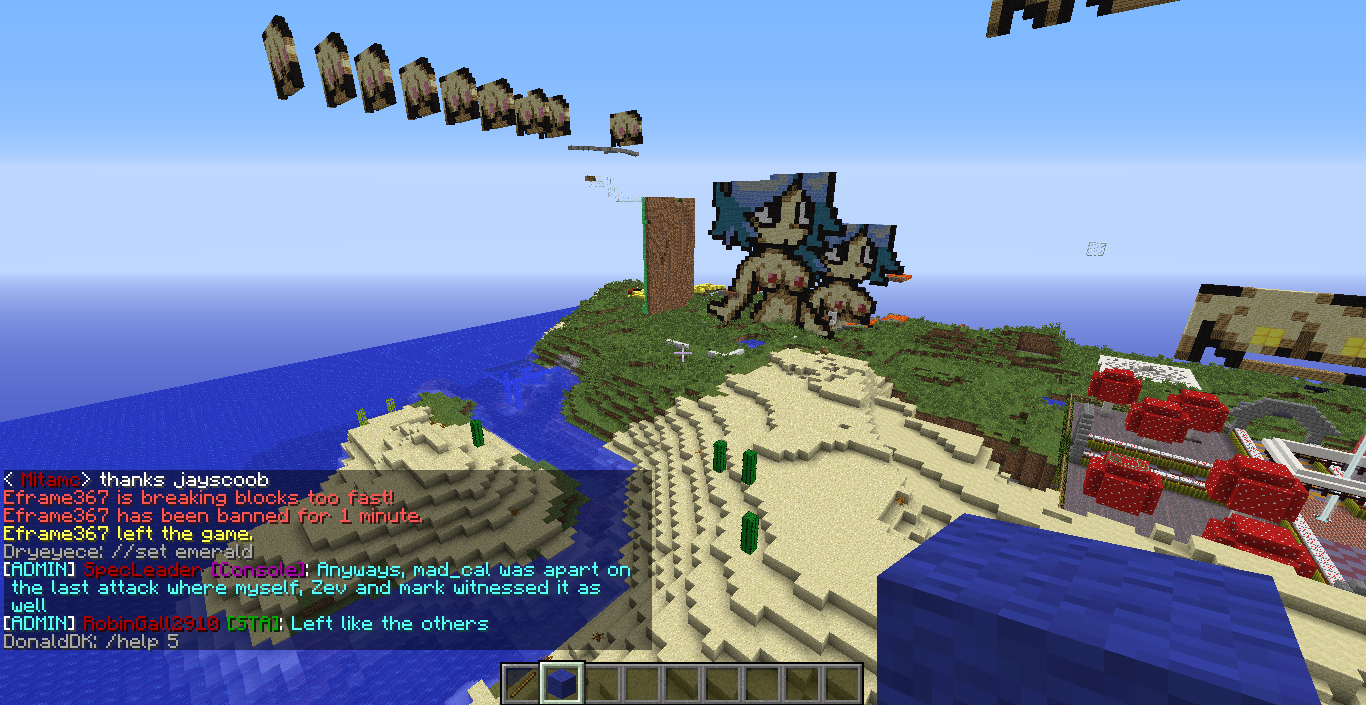 < Mitamc> thanks jayscoob
Eframe367 is breaking blocks too fast!
Eframe367 has been banned for 1 minute.
Eframe367 left the game.
Dryeyece: //set emerald
[ADMIN] SpecLeader [Console]: Anyways, mad_cal was apart on
the last attack where myself, Zev and mark witnessed it as
well
[ADMIN] RobinGall2910 [STA]: Left like the others
DonaldDK: /help 5